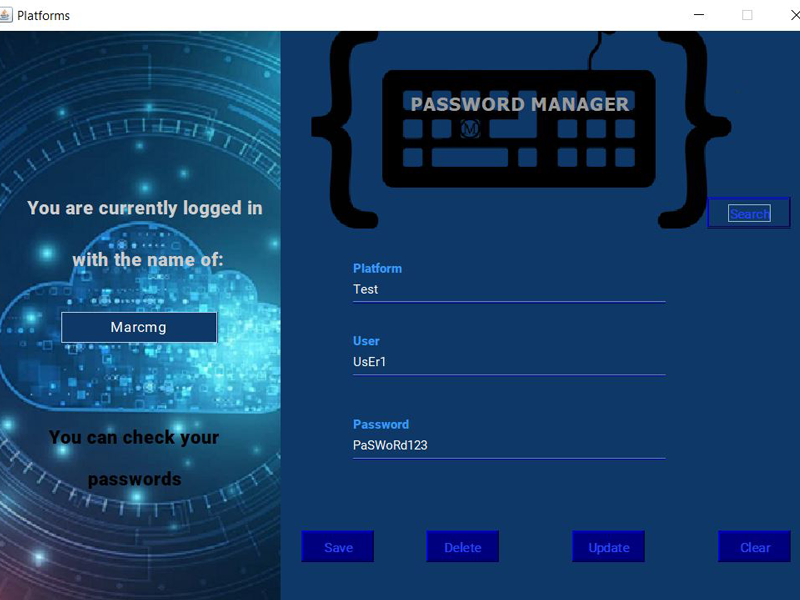 Platforms
PASSWORD MANAGER
M
You are currently logged in
with the name of:
Marcmg
You can check your
passwords
Search
Platform
Test
User
UsEr1
Password
PaSWoRd123
Save
Delete
Update
Clear